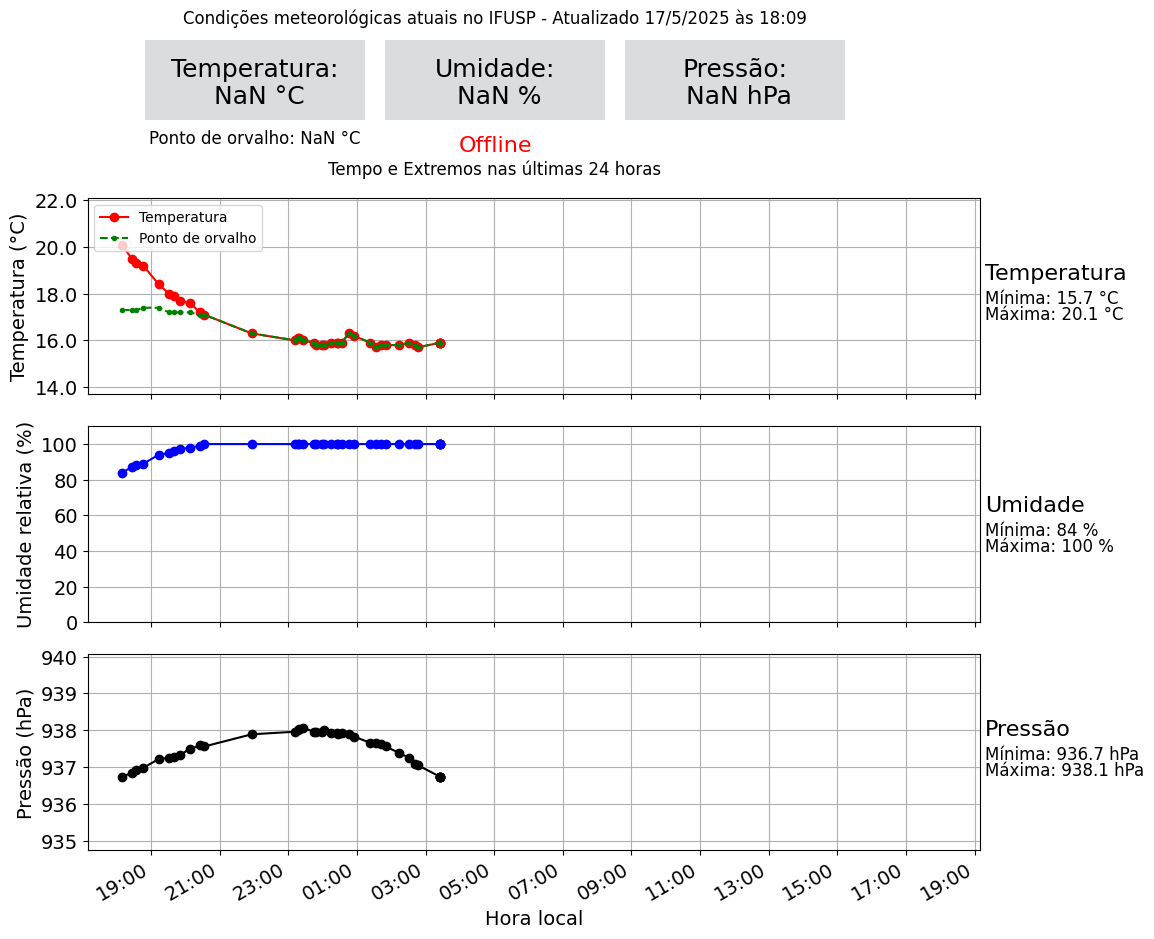 Condições meteorológicas atuais no IFUSP - Atualizado 17/5/2025 às 18:09
Temperatura:
NaN °C
Umidade:
NaN %
Pressão:
NaN hPa
Ponto de orvalho: NaN °C
Offline
Tempo e Extremos nas últimas 24 horas
Temperatura (°C)
22.0
20.0
18.0
16.0
14.0
Temperatura
Ponto de orvalho
Temperatura
Mínima: 15.7 °C
Máxima: 20.1 °C
Umidade relativa (%)
100
80
60
40
20
0
Umidade
Mínima: 84 %
Máxima: 100 %
Pressão (hPa)
940
939
938
937
936
935
Pressão
Mínima: 936.7 hPa
Máxima: 938.1 hPa
19:00 21:00 23:00 01:00 03:00 05:00 07:00 09:00 11:00 13:00 15:00 17:00 19:00
Hora local